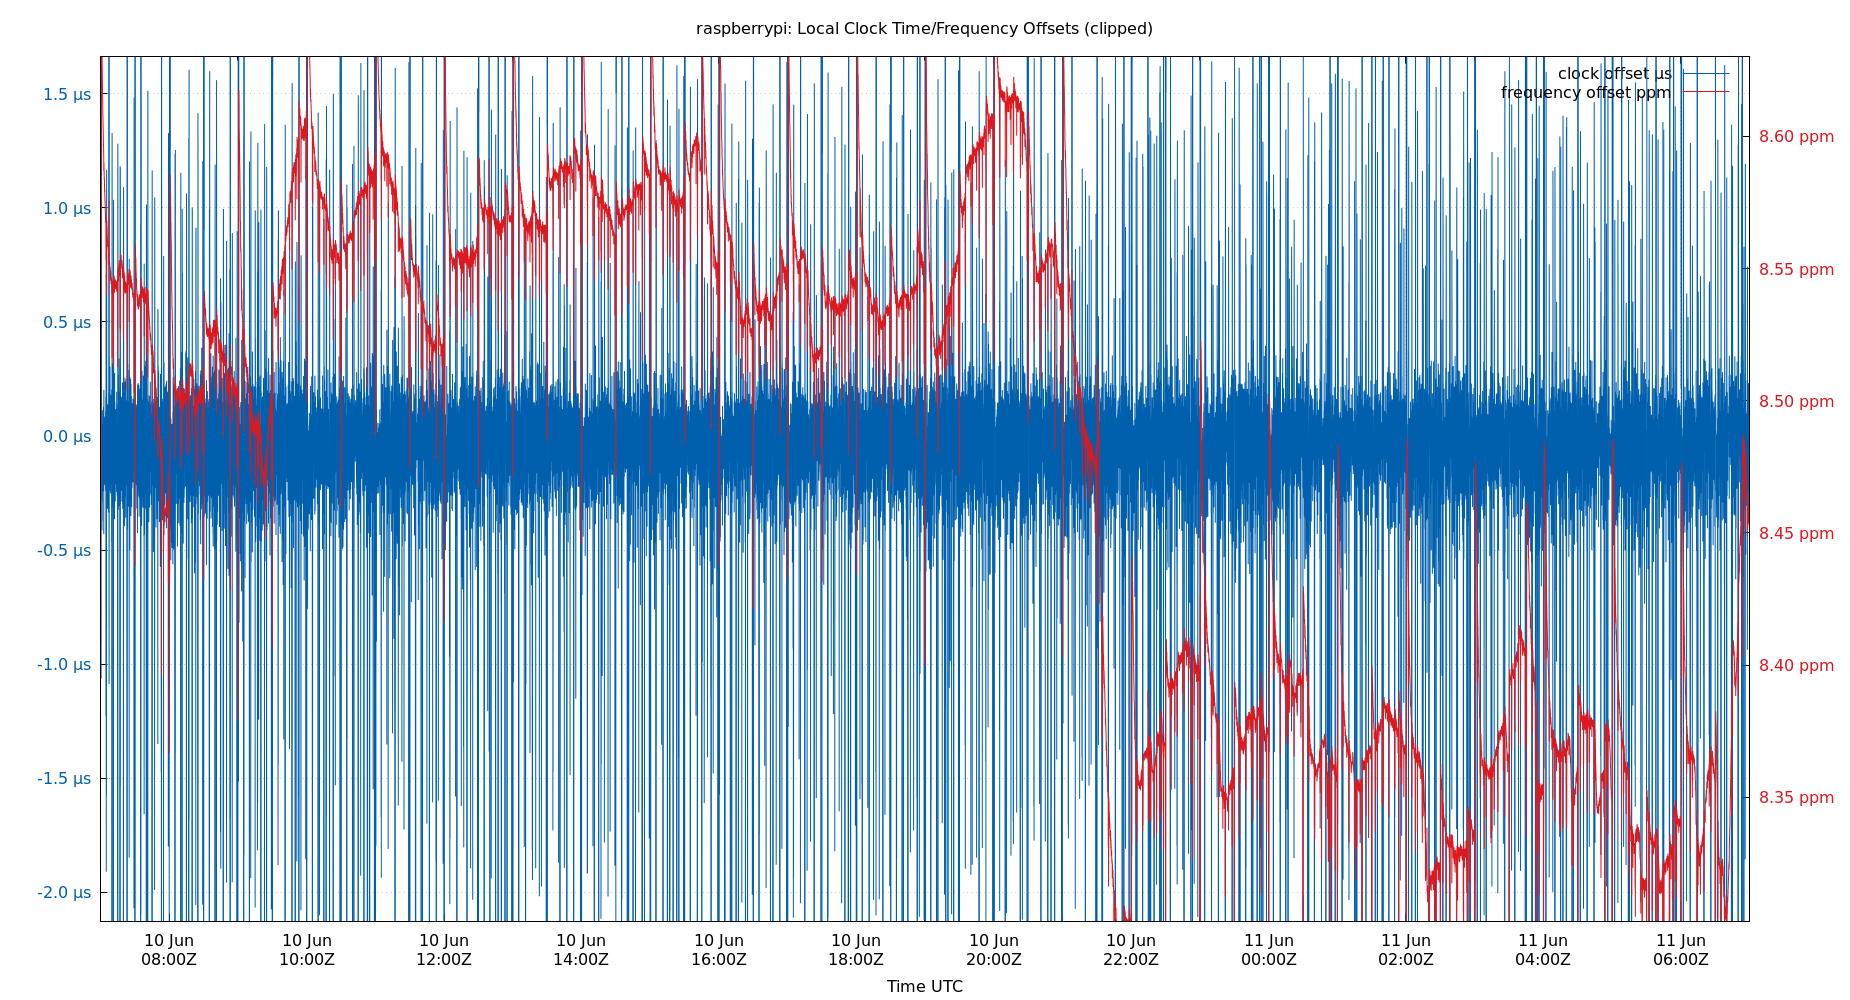 raspberrypi: Local Clock Time/Frequency Offsets (clipped)
clock offset µs
frequency offset ppm
1.5 µs
1.0 µs
0.5 µs
0.0 µs
-0.5 µs
-1.0 µs
-1.5 µs
-2.0 µs
8.60 ppm
8.55 ppm
8.50 ppm
8.45 ppm
8.40 ppm
8.35 ppm
10 Jun
08:00Z
10 Jun
10:00Z
10 Jun
12:00Z
10 Jun
14:00Z
10 Jun
16:00Z
10 Jun
18:00Z
10 Jun
20:00Z
10 Jun
22:00Z
11 Jun
00:00Z
11 Jun
02:00Z
11 Jun
04:00Z
11 Jun
06:00Z
Time UTC